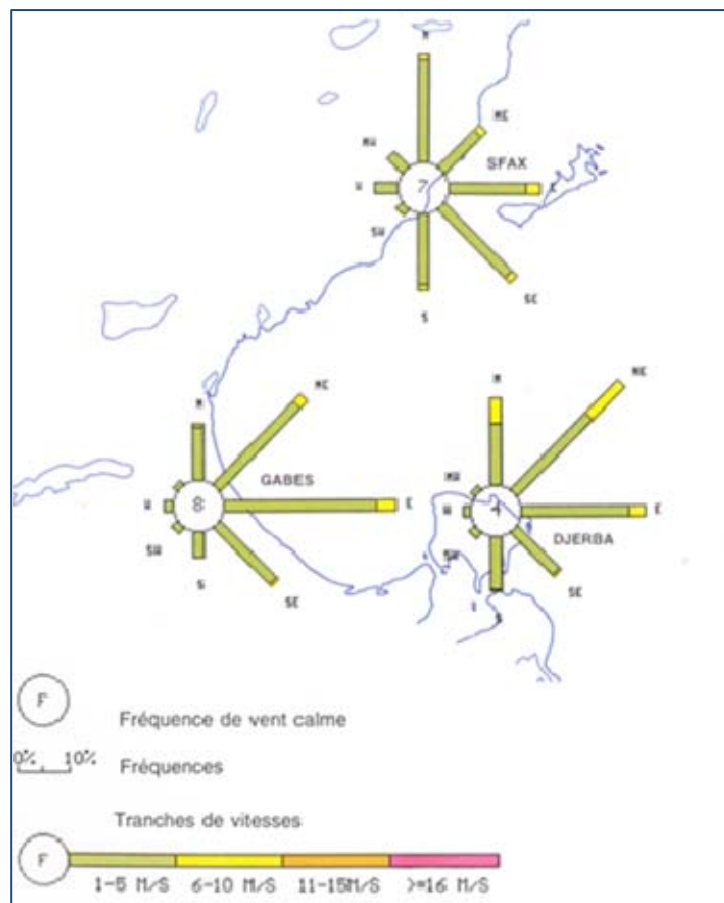 N
NE
NW
SFAX
7
W
E
SW
SE
S
NE
N
N
NE
NW
GABES
W
8
E
W
4
E
DJERBA
SW
SW
SE
SE
S
S
F
Fréquence de vent calme
0% 10%
Fréquences
Tranches de vitesses
F
1-5 M/S 6-10 M/S 11-15M/S >=16 M/S